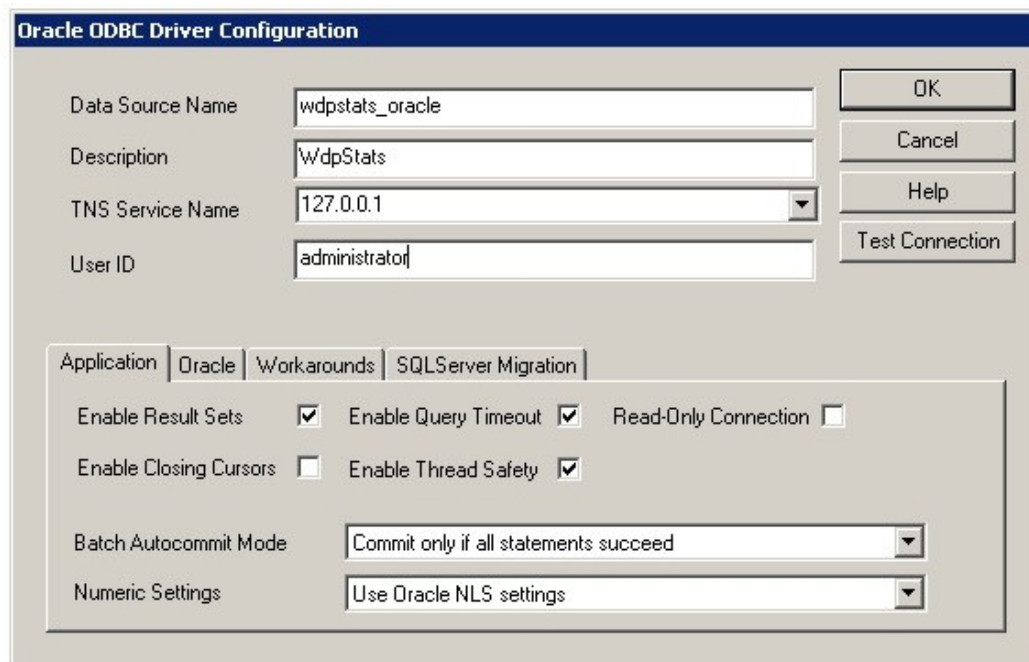 Oracle ODBC Driver Configuration
Data Source Name wdpstats_oracle OK
Description WdpStats Cancel
TNS Service Name 127.0.0.1 Help
User ID administrator Test Connection
Application Oracle Workarounds SQLServer Migration
Enable Result Sets Enable Query Timeout Read-Only Connection
Enable Closing Cursors Enable Thread Safety
Batch Autocommit Mode Commit only if all statements succeed
Numeric Settings Use Oracle NLS settings